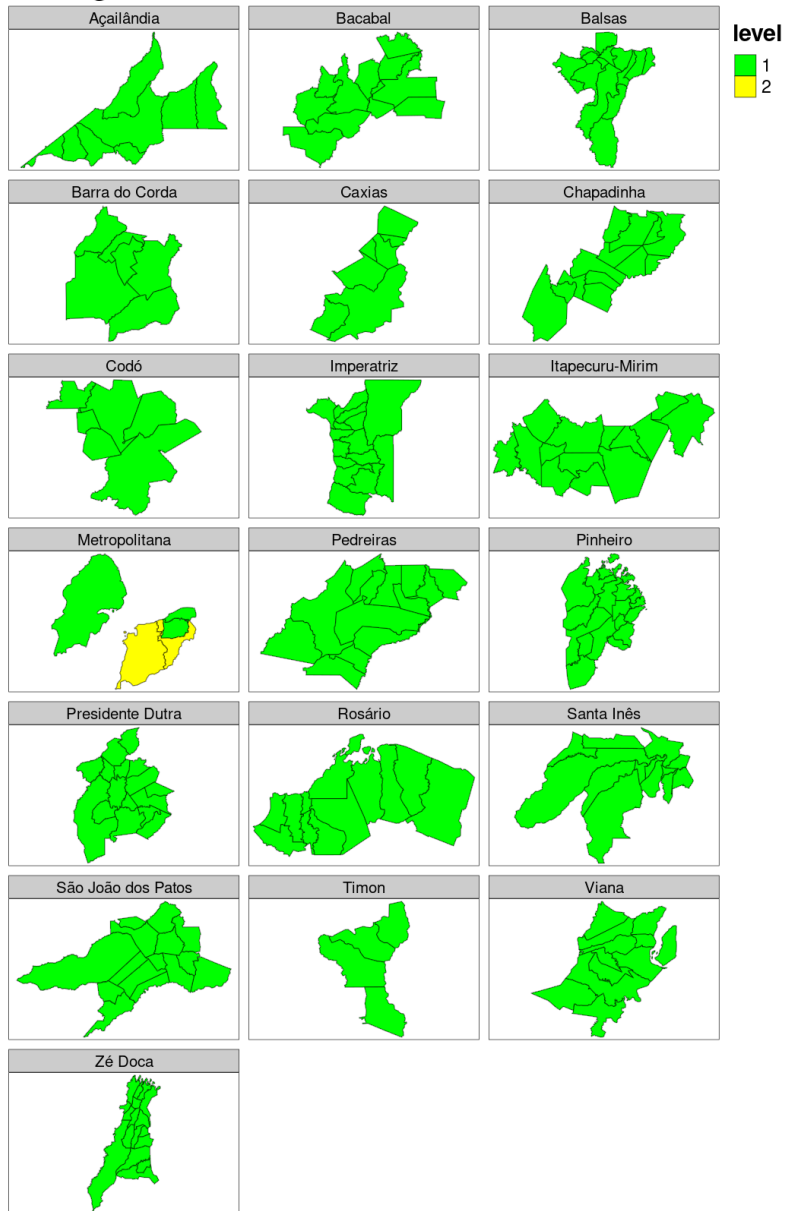 Açailândia
Bacabal
Balsas
level
1
2
Barra do Corda
Caxias
Chapadinha
Codó
Imperatriz
Itapecuru-Mirim
Metropolitana
Pedreiras
Pinheiro
Presidente Dutra
Rosário
Santa Inês
São João dos Patos
Timon
Viana
Zé Doca